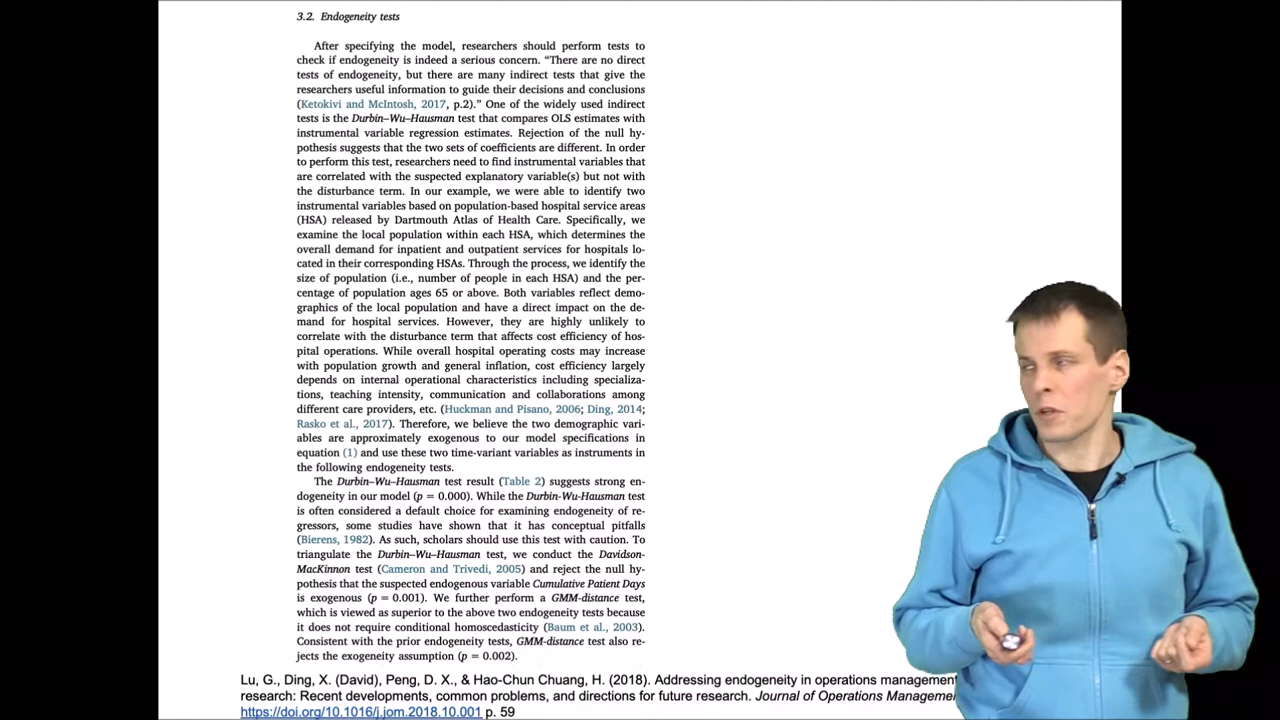 3.2. Endogeneity tests
After specifying the model, researchers should perform tests to
check if endogeneity is indeed a serious concern. “There are no direct
tests of endogeneity, but there are many indirect tests that give the
researchers useful information to guide their decisions and conclusions
(Ketokivi and McIntosh, 2017, p.2).” One of the widely used indirect
tests is the Durbin–Wu–Hausman test that compares OLS estimates with
instrumental variable regression estimates. Rejection of the null hy-
pothesis suggests that the two sets of coefficients are different. In order
to perform this test, researchers need to find instrumental variables that
are correlated with the suspected explanatory variable(s) but not with
the disturbance term. In our example, we were able to identify two
instrumental variables based on population-based hospital service areas
(HSA) released by Dartmouth Atlas of Health Care. Specifically, we
examine the local population within each HSA, which determines the
overall demand for inpatient and outpatient services for hospitals lo-
cated in their corresponding HSAs. Through the process, we identify the
size of population (i.e., number of people in each HSA) and the per-
centage of population ages 65 or above. Both variables reflect demo-
graphics of the local population and have a direct impact on the de-
mand for hospital services. However, they are highly unlikely to
correlate with the disturbance term that affects cost efficiency of hos-
pital operations. While overall hospital operating costs may increase
with population growth and general inflation, cost efficiency largely
depends on internal operational characteristics including specializa-
tions, teaching intensity, communication and collaborations among
different care providers, etc. (Huckman and Pisano, 2006; Ding, 2014;
Rasko et al., 2017). Therefore, we believe the two demographic vari-
ables are approximately exogenous to our model specifications in
equation (1) and use these two time-variant variables as instruments in
the following endogeneity tests.
The Durbin–Wu–Hausman test result (Table 2) suggests strong en-
dogeneity in our model (p = 0.000). While the Durbin-Wu-Hausman test
is often considered a default choice for examining endogeneity of re-
gressors, some studies have shown that it has conceptual pitfalls
(Bierens, 1982). As such, scholars should use this test with caution. To
triangulate the Durbin–Wu–Hausman test, we conduct the Davidson-
MacKinnon test (Cameron and Trivedi, 2005) and reject the null hy-
pothesis that the suspected endogenous variable Cumulative Patient Days
is exogenous (p = 0.001). We further perform a GMM-distance test,
which is viewed as superior to the above two endogeneity tests because
it does not require conditional homoscedasticity (Baum et al., 2003).
Consistent with the prior endogeneity tests, GMM-distance test also re-
jects the exogeneity assumption (p = 0.002).
Lu, G., Ding, X. (David), Peng, D. X., & Hao-Chun Chuang, H. (2018). Addressing endogeneity in operations management
research: Recent developments, common problems, and directions for future research. Journal of Operations Manageme
https://doi.org/10.1016/j.jom.2018.10.001 p. 59